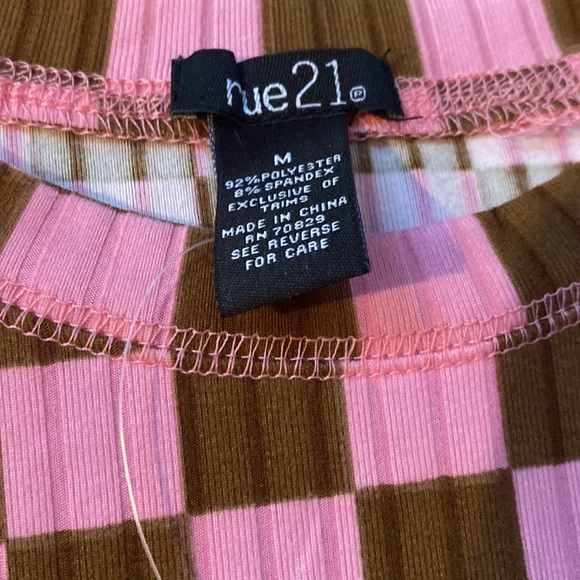 rue21®
M
92% POLYESTER
8% SPANDEX
EXCLUSIVE OF
TRIMS
MADE IN CHINA
RN 70829
SEE REVERSE
FOR CARE